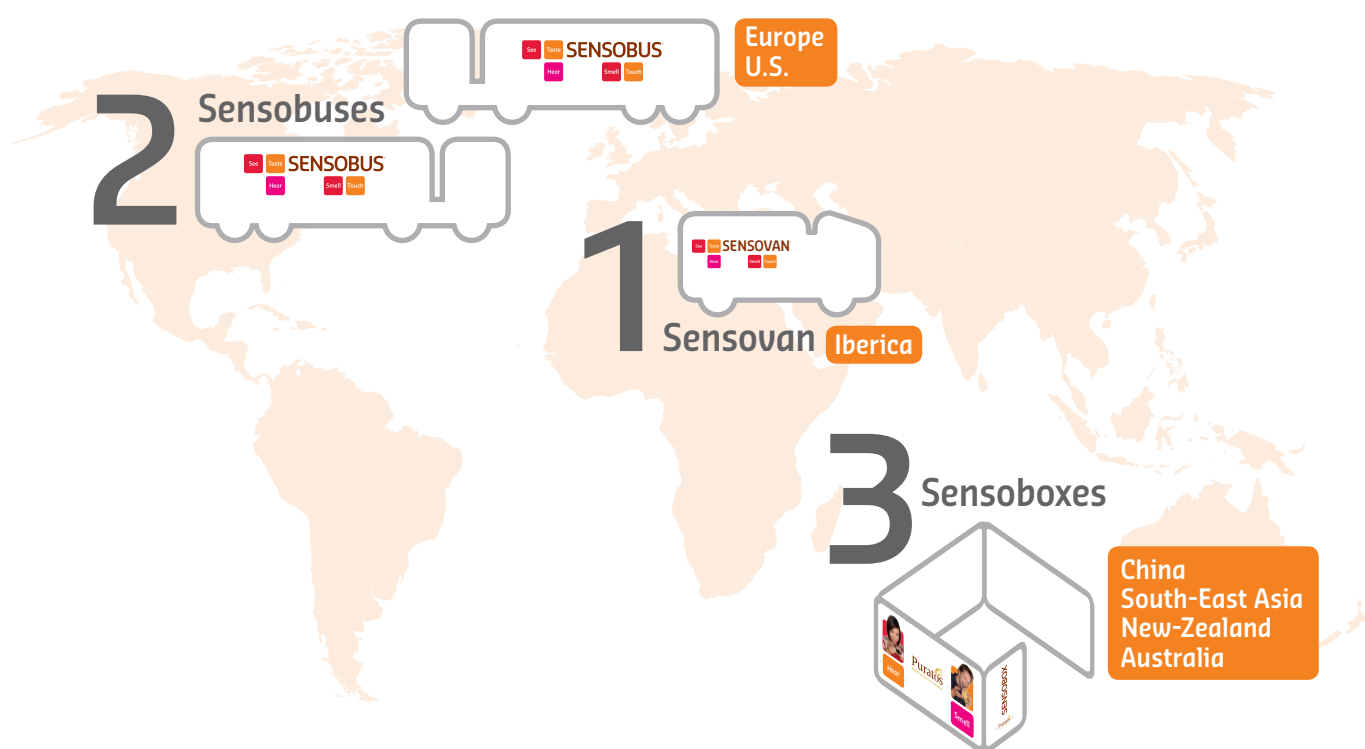 2
Sensobuses
See Taste SENSOBUS
Hear Smell Touch
Europe
U.S.
See Taste SENSOBUS
Hear Smell Touch
1
Sensovan
Iberica
See Taste SENSOVAN
Hear Smell Touch
3
Sensoboxes
China
South-East Asia
New-Zealand
Australia
Hear
Puratos
Smell
SENSOBOX
Puratos